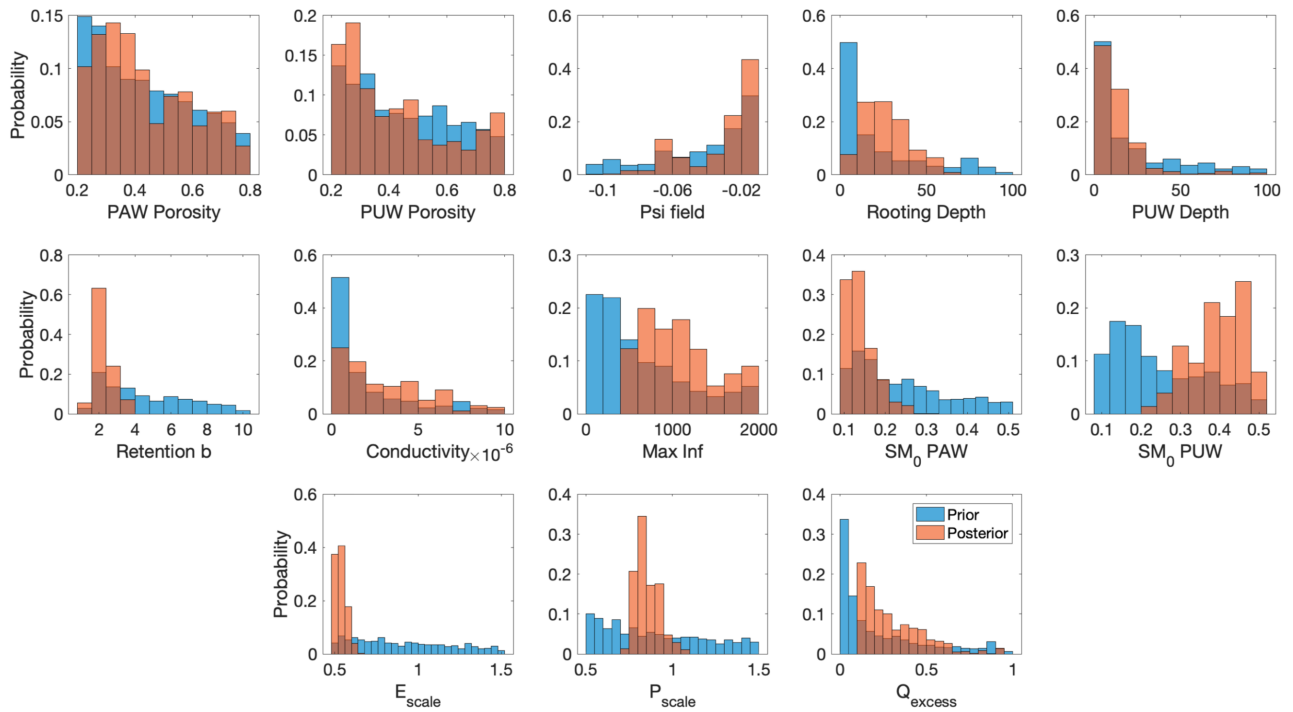 0.15
0.1
0.05
0
Probability
0.2 0.4 0.6 0.8
PAW Porosity
0.2
0.15
0.1
0.05
0
0.2 0.4 0.6 0.8
PUW Porosity
0.6
0.4
0.2
0
-0.1 -0.06 -0.02
Psi field
0.6
0.4
0.2
0
0 50 100
Rooting Depth
0.6
0.4
0.2
0
0 50 100
PUW Depth
0.8
0.6
0.4
0.2
0
Probability
2 4 6 8 10
Retention b
0.6
0.4
0.2
0
0 5 10
Conductivity ×10-6
0.3
0.2
0.1
0
0 1000 2000
Max Inf
0.4
0.3
0.2
0.1
0
0.1 0.2 0.3 0.4 0.5
SM0 PAW
0.3
0.2
0.1
0
0.1 0.2 0.3 0.4 0.5
SM0 PUW
0.6
0.4
0.2
0
Probability
0.5 1 1.5
Escale
0.4
0.3
0.2
0.1
0
0.5 1 1.5
Pscale
0.4
0.3
0.2
0.1
0
Prior
Posterior
0 0.5 1
Qexcess